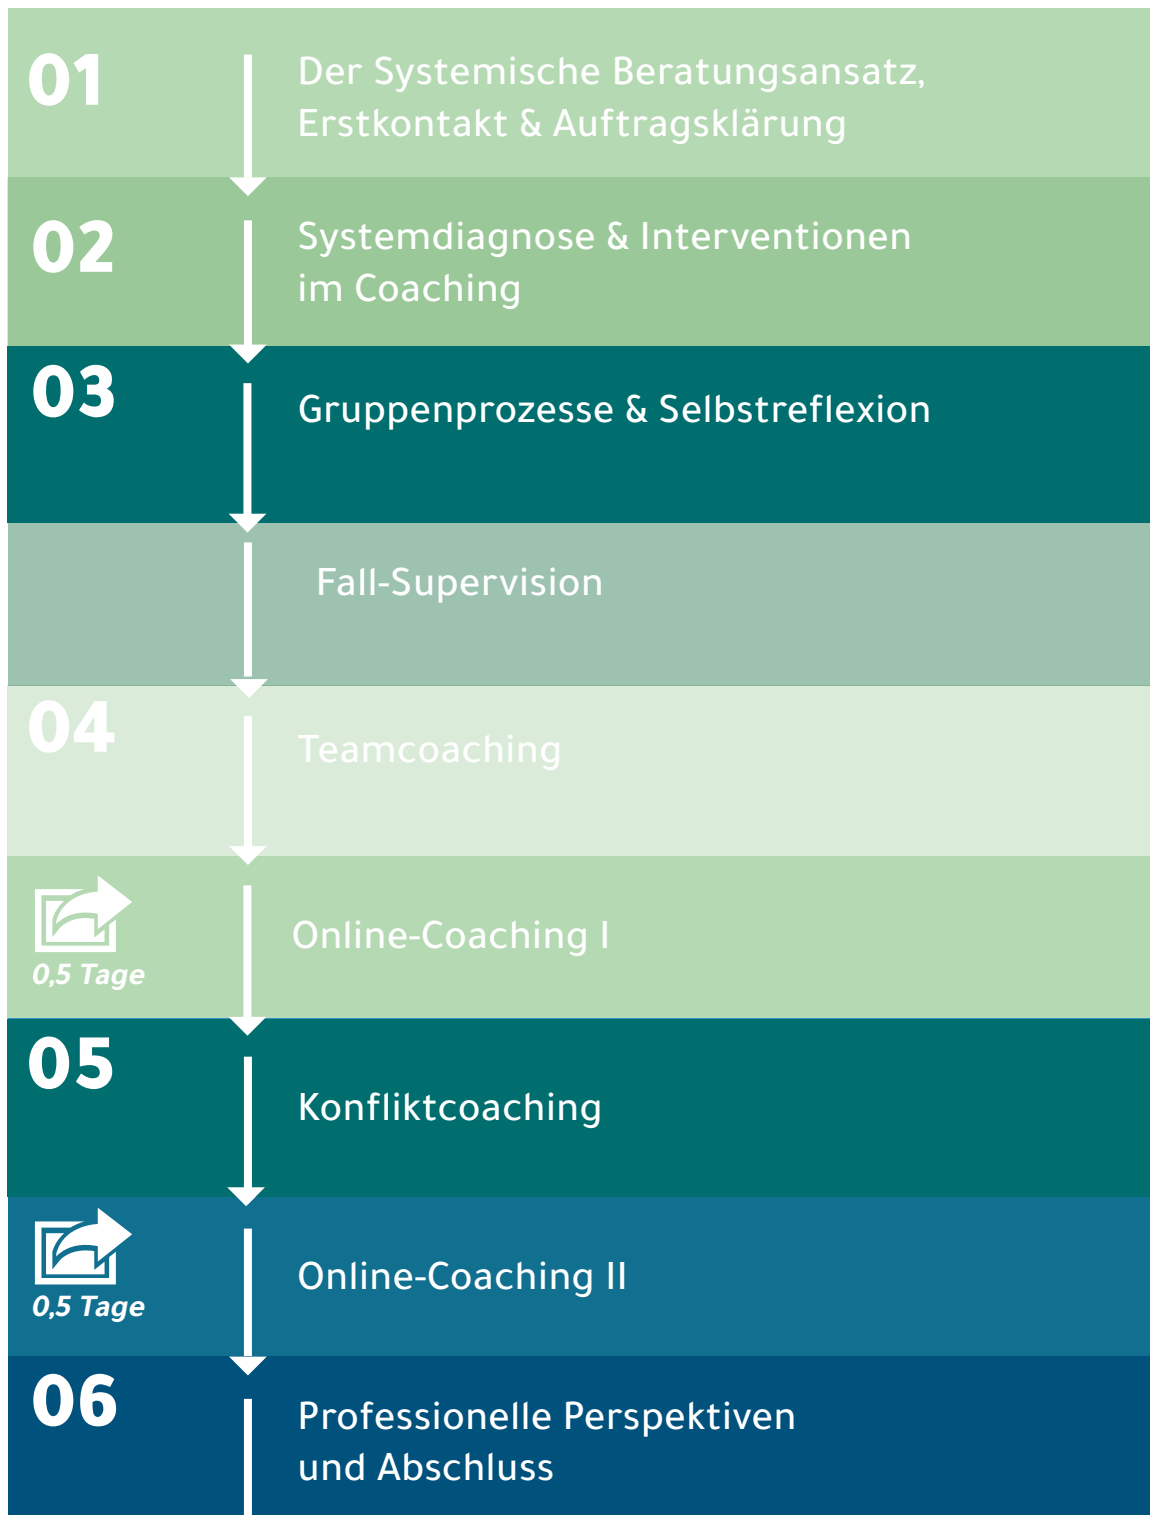 01
Der Systemische Beratungsansatz,
Erstkontakt & Auftragsklärung
02
Systemdiagnose & Interventionen
im Coaching
03
Gruppenprozesse & Selbstreflexion
Fall-Supervision
04
Teamcoaching
Online-Coaching I
0,5 Tage
05
Konfliktcoaching
Online-Coaching II
0,5 Tage
06
Professionelle Perspektiven
und Abschluss